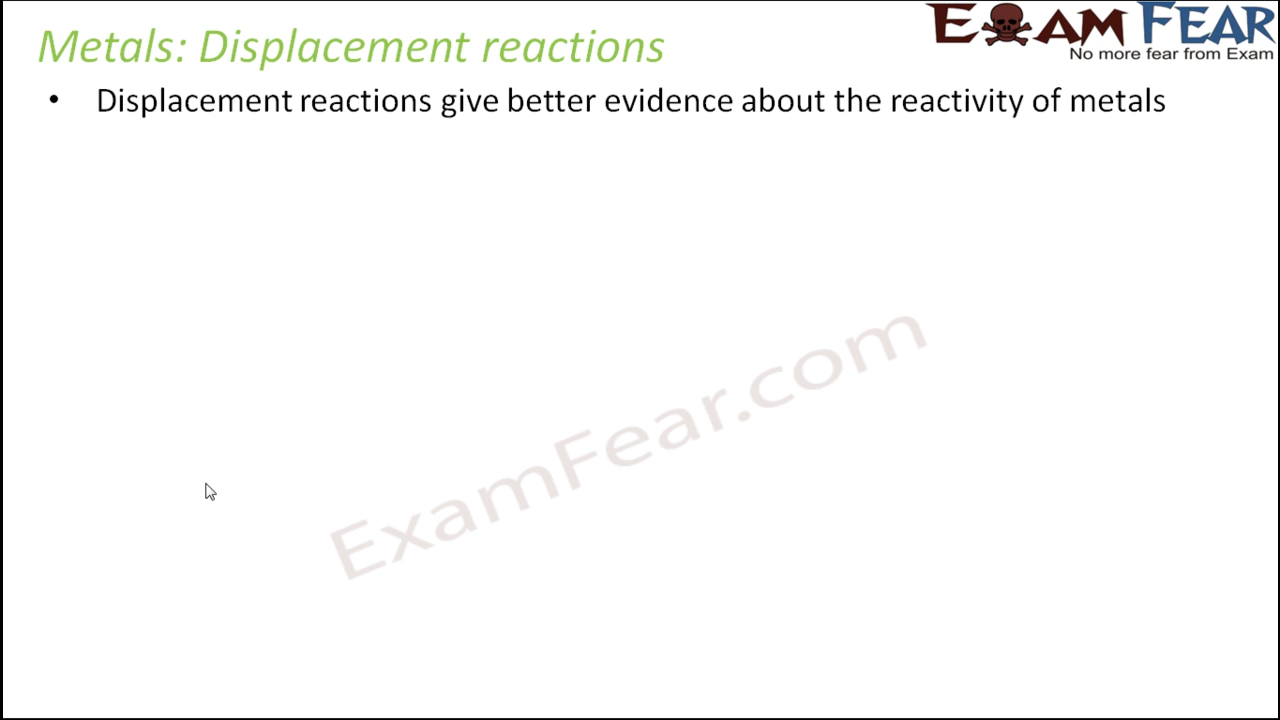 Metals: Displacement reactions
EXAM FEAR
No more fear from Exam
• Displacement reactions give better evidence about the reactivity of metals
ExamFear.com